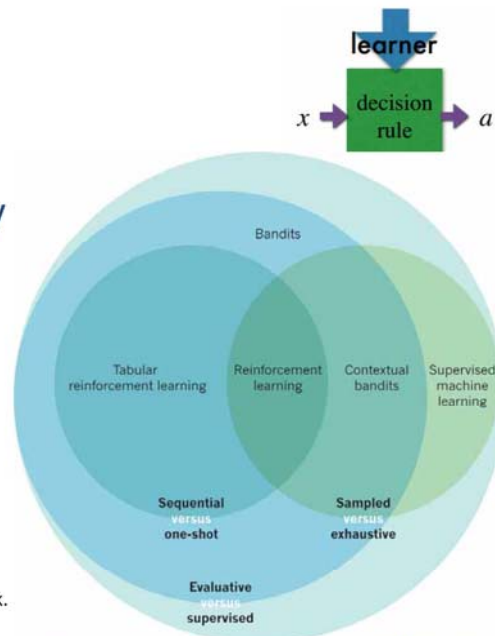 learner
x
decision
rule
a
y
Bandits
Tabular
reinforcement learning
Reinforcement
learning
Contextual
bandits
Supervised
machine
learning
Sequential
versus
one-shot
Sampled
versus
exhaustive
Evaluative
versus
supervised